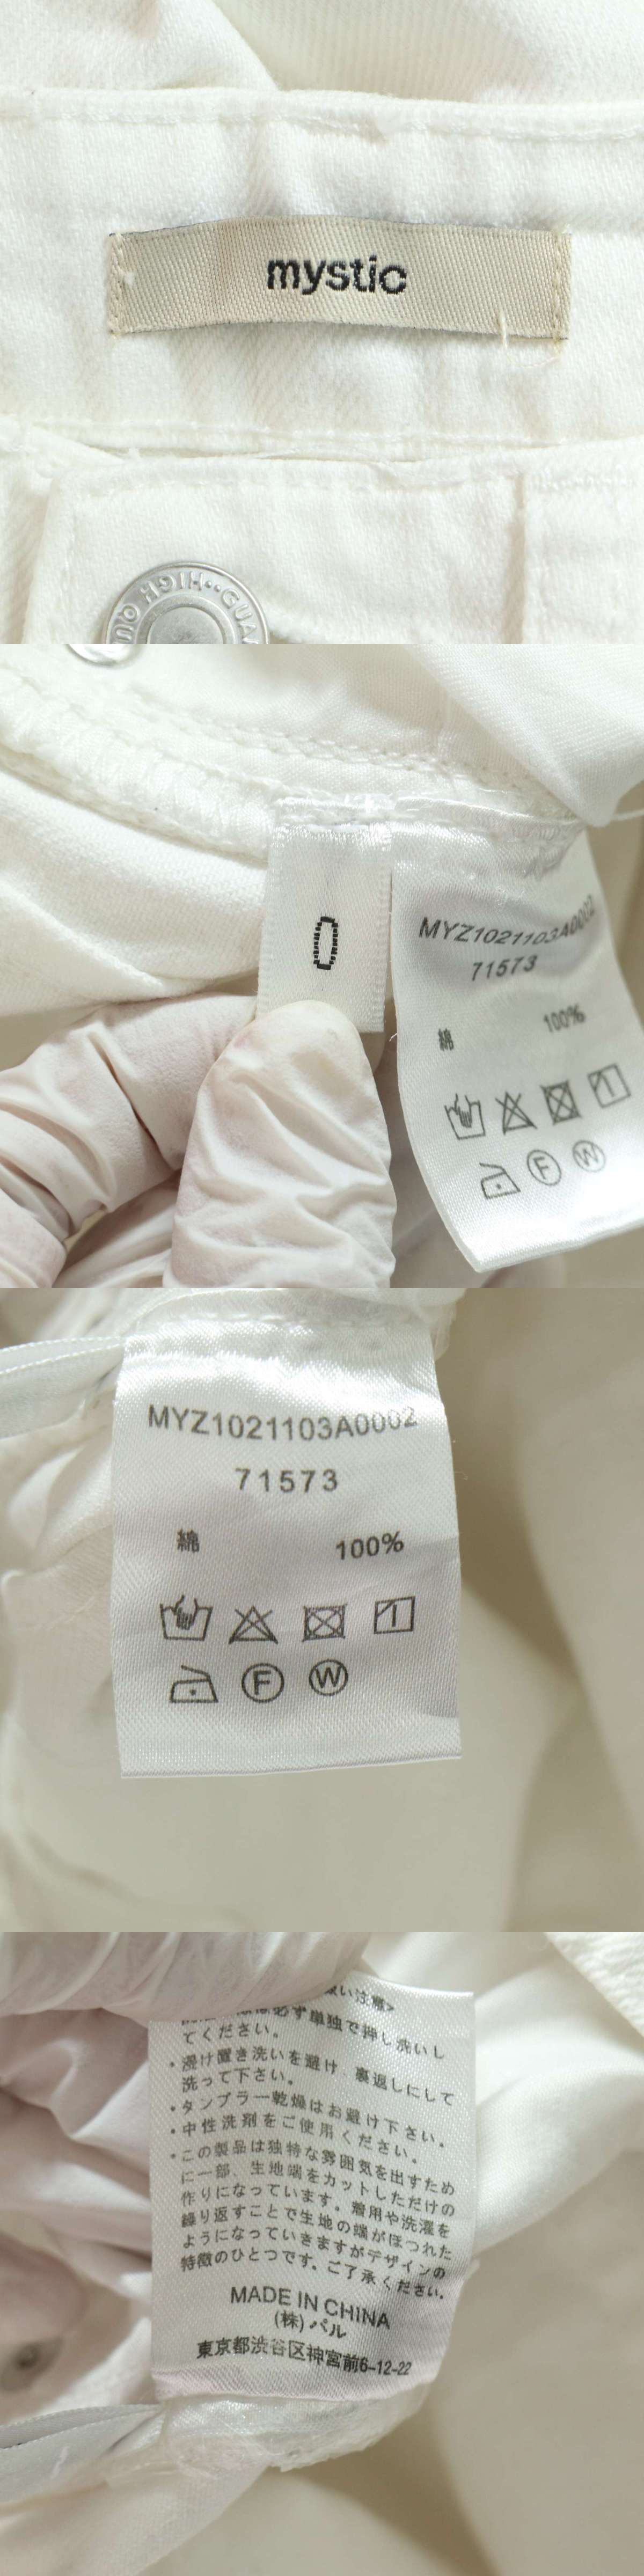 mystic
HIGH・・GUA
0
MYZ1021103A0002
71573
綿 100%
F W
MYZ1021103A0002
71573
綿 100%
F W
い注意>
必ず単独で押し洗いし
てください。
・浸け置き洗いを避け 裏返しにして
洗って下さい。
・タンブラー乾燥はお避け下さい。
・中性洗剤をご使用ください。
・この製品は独特な雰囲気を出すため
に一部、生地端をカットしただけの
作りになっています。着用や洗濯を
繰り返すことで生地の端がほつれた
ようになっていきますがデザインの
特徴のひとつです。ご了承ください。
MADE IN CHINA
(株)パル
東京都渋谷区神宮前6-12-22